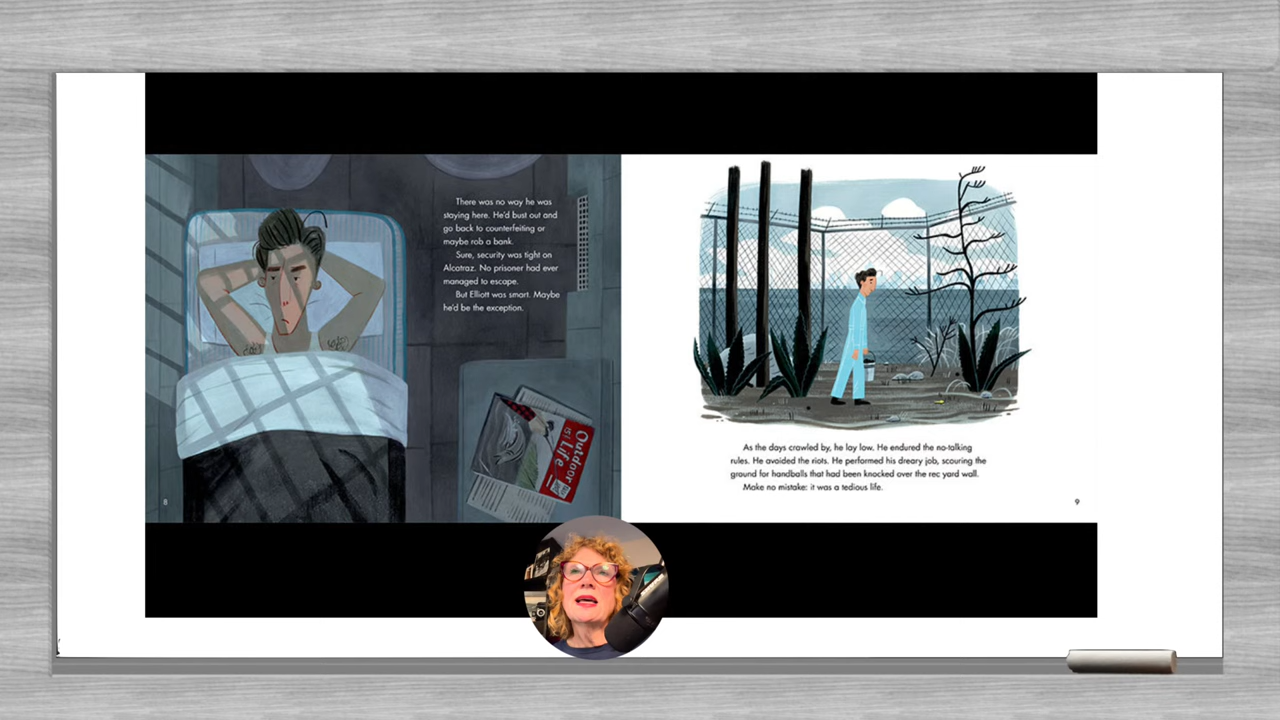 There was no way he was
staying here. He'd bust out and
go back to counterfeiting or
maybe rob a bank.
Sure, security was tight on
Alcatraz. No prisoner had ever
managed to escape.
But Elliott was smart. Maybe
he'd be the exception.
Outdoor
Life
8
As the days crawled by, he lay low. He endured the no-talking
rules. He avoided the riots. He performed his dreary job, scouring the
ground for handballs that had been knocked over the rec yard wall.
Make no mistake: it was a tedious life.
9